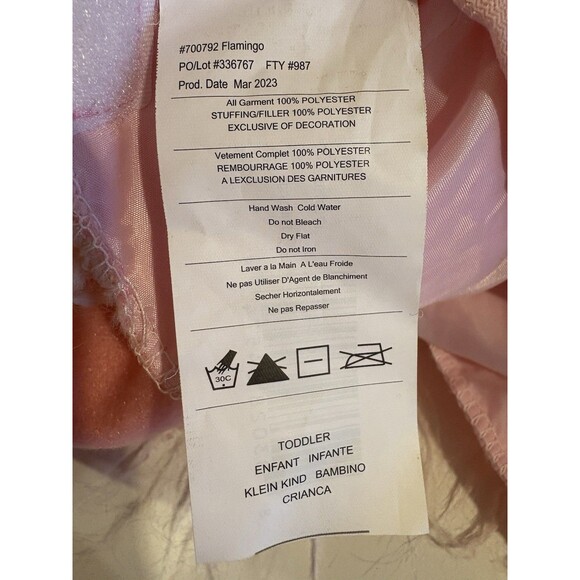 #700792 Flamingo
PO/Lot #336767 FTY #987
Prod. Date Mar 2023
All Garment 100% POLYESTER
STUFFING/FILLER 100% POLYESTER
EXCLUSIVE OF DECORATION
Vetement Complet 100% POLYESTER
REMBOURRAGE 100% POLYESTER
A LEXCLUSION DES GARNITURES
Hand Wash Cold Water
Do not Bleach
Dry Flat
Do not Iron
Laver a la Main A L'eau Froide
Ne pas Utiliser D'Agent de Blanchiment
Secher Horizontalement
Ne pas Repasser
30C
TODDLER
ENFANT INFANTE
KLEIN KIND BAMBINO
CRIANCA